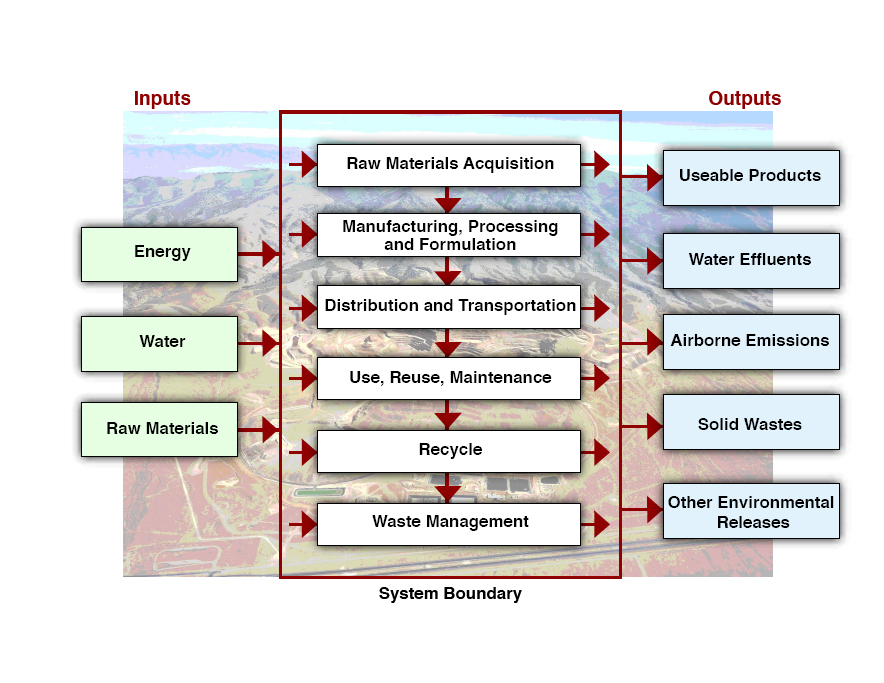 Inputs
Outputs
Energy
Water
Raw Materials
Raw Materials Acquisition
Manufacturing, Processing
and Formulation
Distribution and Transportation
Use, Reuse, Maintenance
Recycle
Waste Management
Useable Products
Water Effluents
Airborne Emissions
Solid Wastes
Other Environmental
Releases
System Boundary